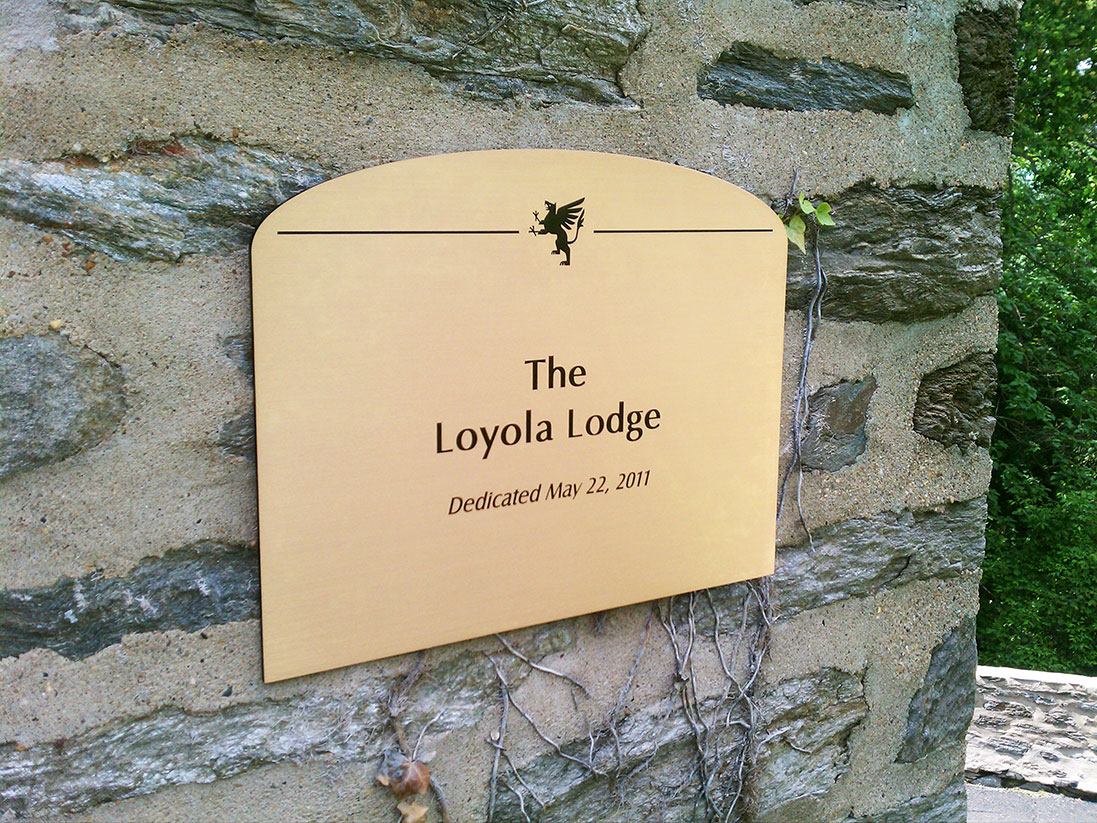 The
Loyola Lodge
Dedicated May 22, 2011